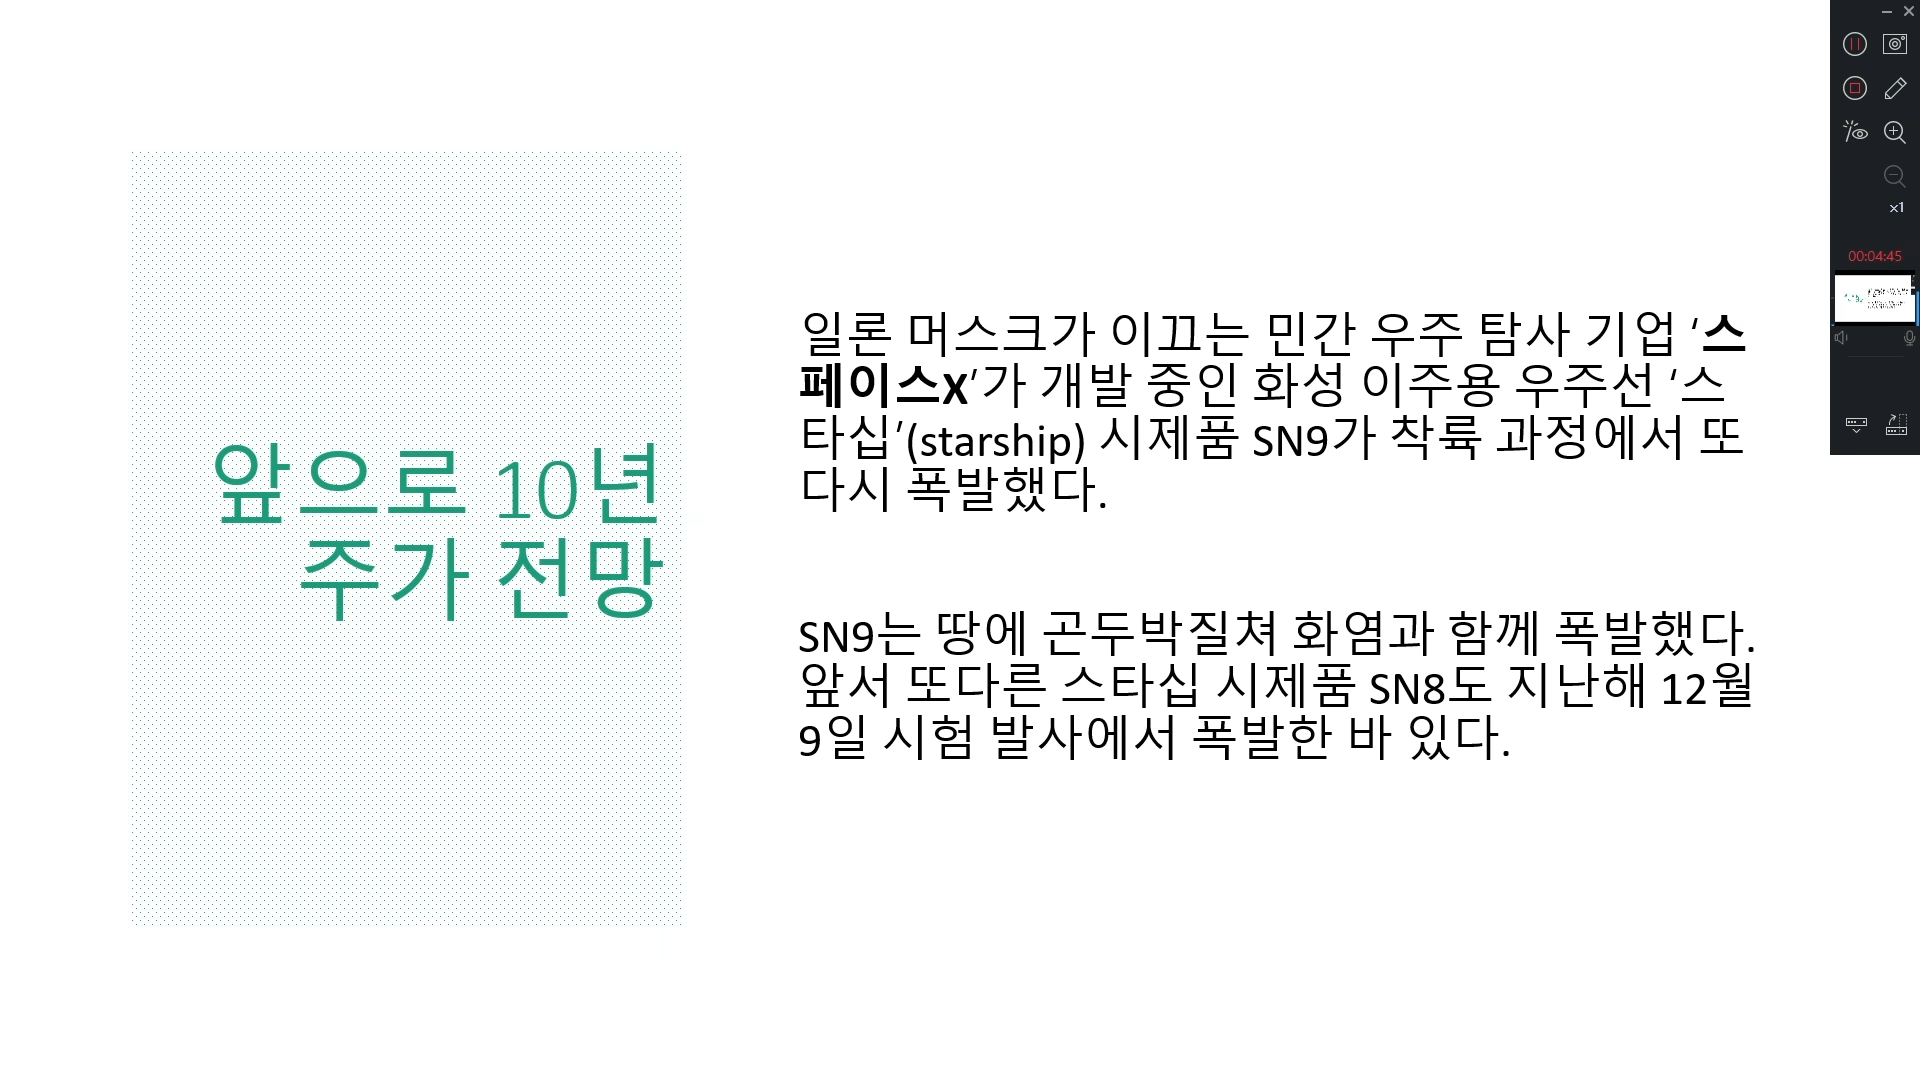 앞으로 10년
주가 전망
일론 머스크가 이끄는 민간 우주 탐사 기업 ‘스
페이스X’가 개발 중인 화성 이주용 우주선 ‘스
타십’(starship) 시제품 SN9가 착륙 과정에서 또
다시 폭발했다.
SN9는 땅에 곤두박질쳐 화염과 함께 폭발했다.
앞서 또다른 스타십 시제품 SN8도 지난해 12월
9일 시험 발사에서 폭발한 바 있다.
x1
00:04:45